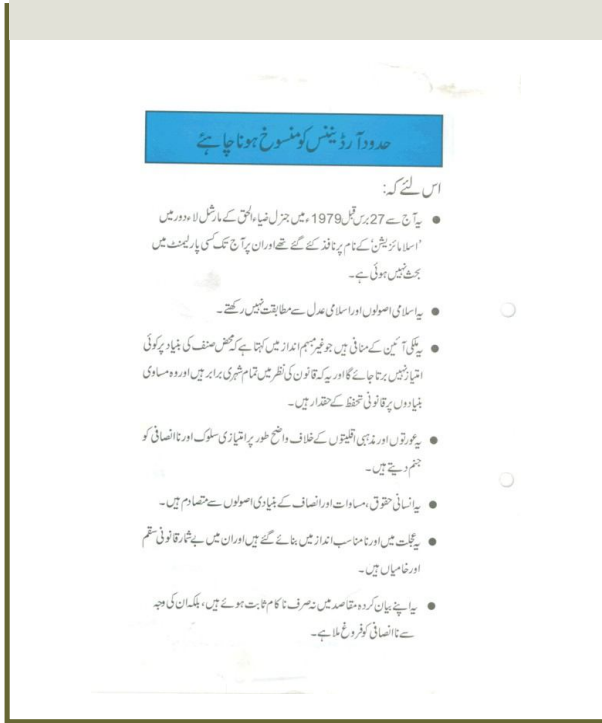 حدود آرڈیننس کو منسوخ ہونا چاہئے
اس لئے کہ:
● یہ آج سے 27 برس قبل 1979ء میں جنرل ضیاء الحق کے مارشل لاء دور میں
'اسلامائزیشن' کے نام پر نافذ کئے گئے تھے اور ان پر آج تک کسی پارلیمنٹ میں
بحث نہیں ہوئی ہے۔
● یہ اسلامی اصولوں اور اسلامی عدل سے مطابقت نہیں رکھتے۔
● یہ ملکی آئین کے منافی ہیں جو غیر مبہم انداز میں کہتا ہے کہ محض صنف کی بنیاد پر کوئی
امتیاز نہیں برتا جائے گا اور یہ کہ قانون کی نظر میں تمام شہری برابر ہیں اور وہ مساوی
بنیادوں پر قانونی تحفظ کے حقدار ہیں۔
● یہ عورتوں اور مذہبی اقلیتوں کے خلاف واضح طور پر امتیازی سلوک اور ناانصافی کو
جنم دیتے ہیں۔
● یہ انسانی حقوق، مساوات اور انصاف کے بنیادی اصولوں سے متصادم ہیں۔
● یہ عجلت میں اور نامناسب انداز میں بنائے گئے ہیں اور ان میں بے شمار قانونی سقم
اور خامیاں ہیں۔
● یہ اپنے بیان کردہ مقاصد میں نہ صرف ناکام ثابت ہوئے ہیں، بلکہ ان کی وجہ
سے ناانصافی کو فروغ ملا ہے۔